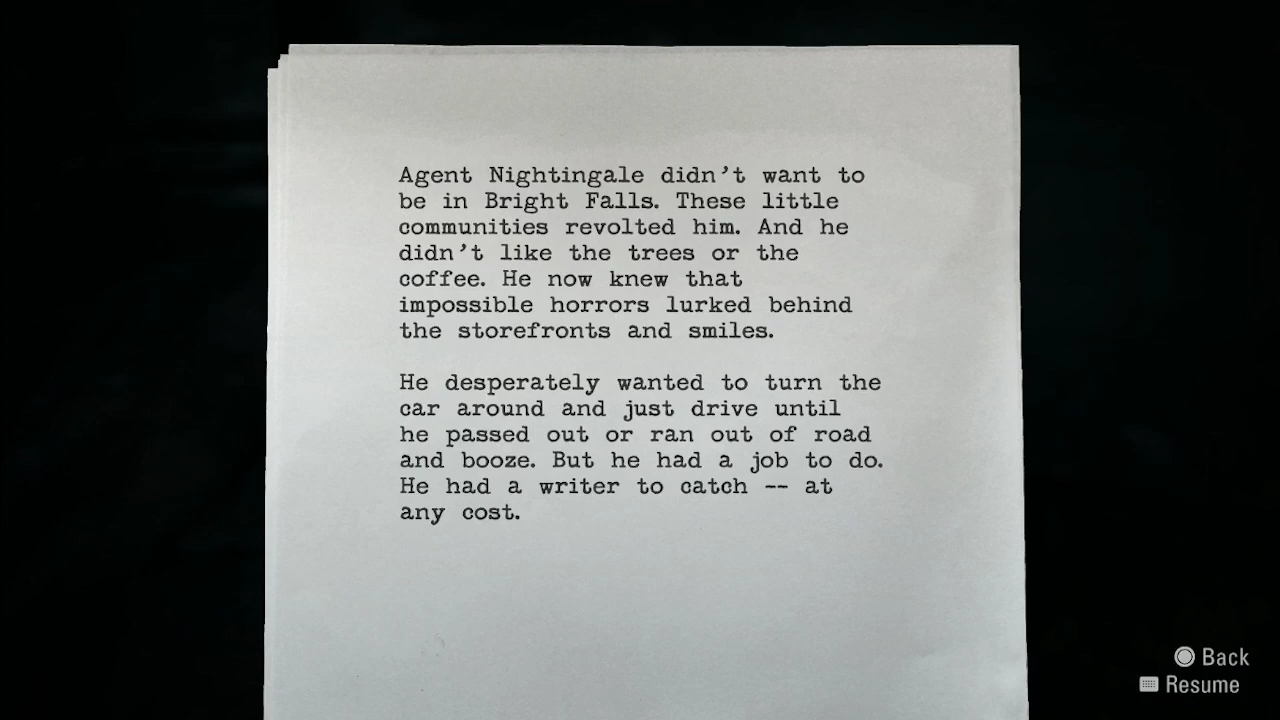 Agent Nightingale didn't want to
be in Bright Falls. These little
communities revolted him. And he
didn't like the trees or the
coffee. He now knew that
impossible horrors lurked behind
the storefronts and smiles.
He desperately wanted to turn the
car around and just drive until
he passed out or ran out of road
and booze. But he had a job to do.
He had a writer to catch -- at
any cost.
Back
Resume